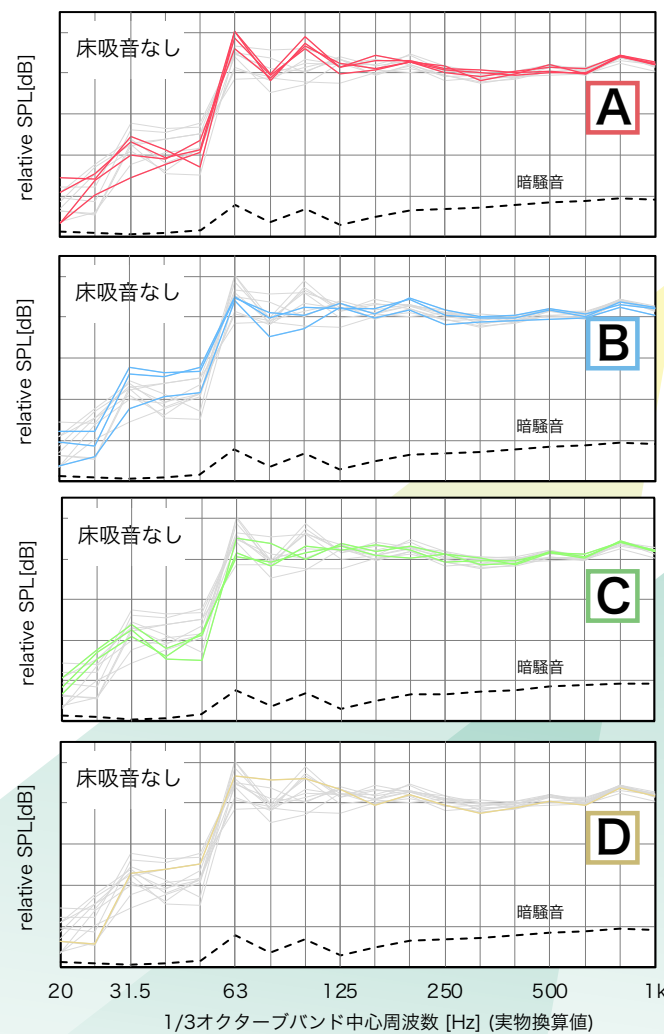 relative SPL[dB]
床吸音なし
A
暗騒音
relative SPL[dB]
床吸音なし
B
暗騒音
relative SPL[dB]
床吸音なし
C
暗騒音
relative SPL[dB]
床吸音なし
D
暗騒音
20 31.5 63 125 250 500 1k
1/3オクターブバンド中心周波数 [Hz] (実物換算値)